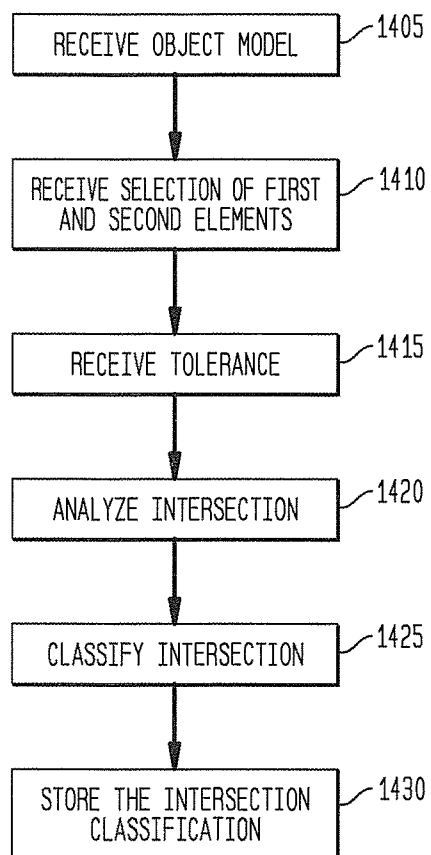 RECEIVE OBJECT MODEL
1405
RECEIVE SELECTION OF FIRST
AND SECOND ELEMENTS
1410
RECEIVE TOLERANCE
1415
ANALYZE INTERSECTION
1420
CLASSIFY INTERSECTION
1425
STORE THE INTERSECTION
CLASSIFICATION
1430